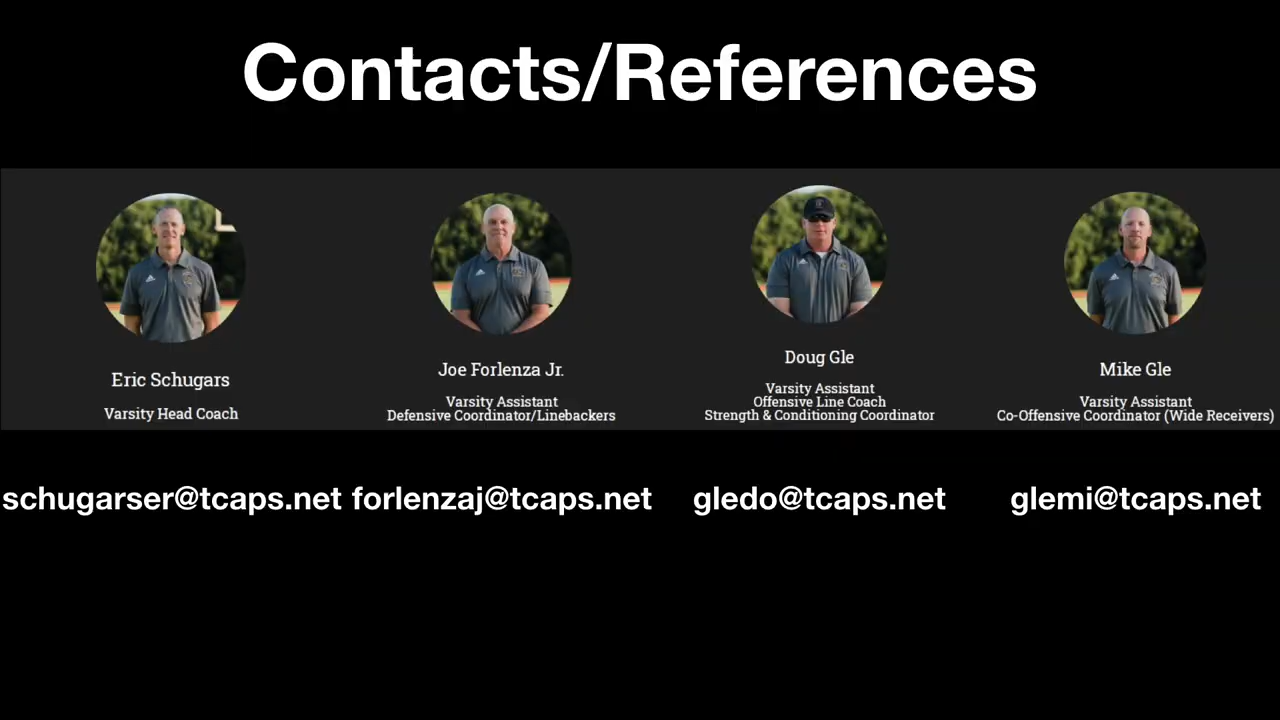 Contacts/References
Eric Schugars
Varsity Head Coach
Joe Forlenza Jr.
Varsity Assistant
Defensive Coordinator/Linebackers
Doug Gle
Varsity Assistant
Offensive Line Coach
Strength & Conditioning Coordinator
Mike Gle
Varsity Assistant
Co-Offensive Coordinator (Wide Receivers)
schugarser@tcaps.net forlenzaj@tcaps.net gledo@tcaps.net glemi@tcaps.net